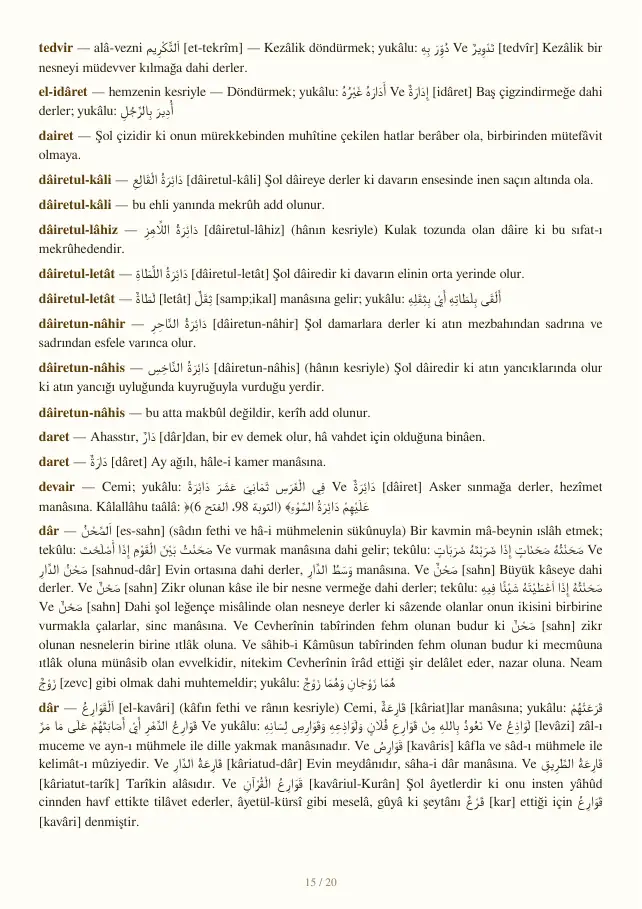 tedvir — alâ-vezni اَلتَّكْرِيم [et-tekrîm] — Kezâlik döndürmek; yukâlu: دُوِّرَ بِهِ Ve تَدْوِيرٌ [tedvîr] Kezâlik bir
nesneyi müdevver kılmağa dahi derler.
el-idâret — hemzenin kesriyle — Döndürmek; yukâlu: أَدَارَهُ غَيْرُهُ Ve إِدَارَةٌ [idâret] Baş çigzindirmeğe dahi
derler; yukâlu: أُدِيرَ بِالرَّجُلِ
dairet — Şol çizidir ki onun mürekkebinden muhîtine çekilen hatlar berâber ola, birbirinden mütefâvit
olmaya.
dâiretul-kâli — دَائِرَةُ الْقَالِعِ [dâiretul-kâli] Şol dâireye derler ki davarın ensesinde inen saçın altında ola.
dâiretul-kâli — bu ehli yanında mekrûh add olunur.
dâiretul-lâhiz — دَائِرَةُ اللَّاهِزِ [dâiretul-lâhiz] (hânın kesriyle) Kulak tozunda olan dâire ki bu sıfat-ı
mekrûhedendir.
dâiretul-letât — دَائِرَةُ اللَّطَاةِ [dâiretul-letât] Şol dâiredir ki davarın elinin orta yerinde olur.
dâiretul-letât — لَطَاةٌ [letât] ثِقَلٌ [samp;ikal] manâsına gelir; yukâlu: أَلْقَى بِلَطَاتِهِ أَيْ بِثِقَلِهِ
dâiretun-nâhir — دَائِرَةُ النَّاحِرِ [dâiretun-nâhir] Şol damarlara derler ki atın mezbahından sadrına ve
sadrından esfele varınca olur.
dâiretun-nâhis — دَائِرَةُ النَّاخِسِ [dâiretun-nâhis] (hânın kesriyle) Şol dâiredir ki atın yancıklarında olur
ki atın yancığı uyluğunda kuyruğuyla vurduğu yerdir.
dâiretun-nâhis — bu atta makbûl değildir, kerîh add olunur.
daret — Ahasstır, دَارٌ [dâr]dan, bir ev demek olur, hâ vahdet için olduğuna binâen.
daret — دَارَةٌ [dâret] Ay ağılı, hâle-i kamer manâsına.
devair — Cemi; yukâlu: فِي الْفَرَسِ ثَمَانِيَ عَشَرَ دَائِرَةً Ve دَائِرَةٌ [dâiret] Asker sınmağa derler, hezîmet
manâsına. Kâlallâhu taâlâ: ﴿عَلَيْهِمْ دَائِرَةُ السَّوْءِ﴾ (التوبة 98، الفتح 6)
dâr — اَلصَّحْنُ [es-sahn] (sâdın fethi ve hâ-i mühmelenin sükûnuyla) Bir kavmin mâ-beynin ıslâh etmek;
tekûlu: صَحَنْتُ بَيْنَ الْقَوْمِ إِذَا أَصْلَحْتَ Ve vurmak manâsına dahi gelir; tekûlu: صَحَنْتُهُ صَحَنَاتٍ إِذَا ضَرَبْتَهُ ضَرَبَاتٍ Ve
صَحْنُ الدَّارِ [sahnud-dâr] Evin ortasına dahi derler, وَسَطُ الدَّارِ manâsına. Ve صَحْنٌ [sahn] Büyük kâseye dahi
derler. Ve صَحْنٌ [sahn] Zikr olunan kâse ile bir nesne vermeğe dahi derler; tekûlu: صَحَنْتُهُ إِذَا أَعْطَيْتَهُ شَيْئًا فِيهِ
Ve صَحْنٌ [sahn] Dahi şol leğençe misâlinde olan nesneye derler ki sâzende olanlar onun ikisini birbirine
vurmakla çalarlar, sinc manâsına. Ve Cevherînin tabîrinden fehm olunan budur ki صَحْنٌ [sahn] zikr
olunan nesnelerin birine ıtlâk oluna. Ve sâhib-i Kâmûsun tabîrinden fehm olunan budur ki mecmûuna
ıtlâk oluna münâsib olan evvelkidir, nitekim Cevherînin îrâd ettiği şir delâlet eder, nazar oluna. Neam
زَوْجٌ [zevc] gibi olmak dahi muhtemeldir; yukâlu: هُمَا زَوْجَانِ وَهُمَا زَوْجٌ
dâr — اَلْقَوَارِعُ [el-kavâri] (kâfın fethi ve rânın kesriyle) Cemi, قَارِعَةٌ [kâriat]lar manâsına; yukâlu: قَرَعَتْهُمْ
قَوَارِعُ الدَّهْرِ أَيْ أَصَابَتْهُمْ عَلَى مَا مَرَّ Ve yukâlu: نَعُوذُ بِاللهِ مِنْ قَوَارِعِ فُلَانٍ وَلَوَاذِعِهِ وَقَوَارِصِ لِسَانِهِ Ve لَوَاذِعُ [levâzi] zâl-ı
muceme ve ayn-ı mühmele ile dille yakmak manâsınadır. Ve قَوَارِصُ [kavâris] kâfla ve sâd-ı mühmele ile
kelimât-ı mûziyedir. Ve قَارِعَةُ الدَّارِ [kâriatud-dâr] Evin meydânıdır, sâha-i dâr manâsına. Ve قَارِعَةُ الطَّرِيقِ
[kâriatut-tarîk] Tarîkin alâsıdır. Ve قَوَارِعُ الْقُرْآنِ [kavâriul-Kurân] Şol âyetlerdir ki onu insten yâhûd
cinnden havf ettikte tilâvet ederler, âyetül-kürsî gibi meselâ, gûyâ ki şeytânı قَرْعٌ [kar] ettiği için قَوَارِعُ
[kavâri] denmiştir.
15 / 20